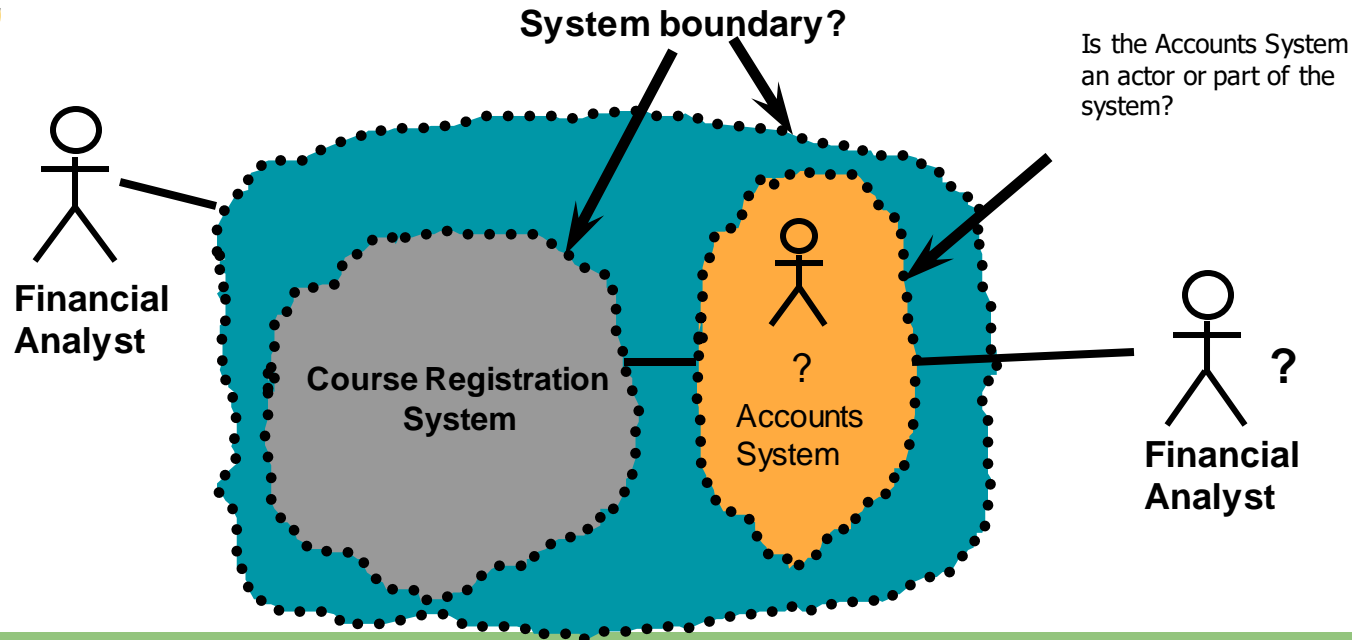 System boundary?
Is the Accounts System
an actor or part of the
system?
Financial
Analyst
Course Registration
System
?
Accounts
System
?
Financial
Analyst